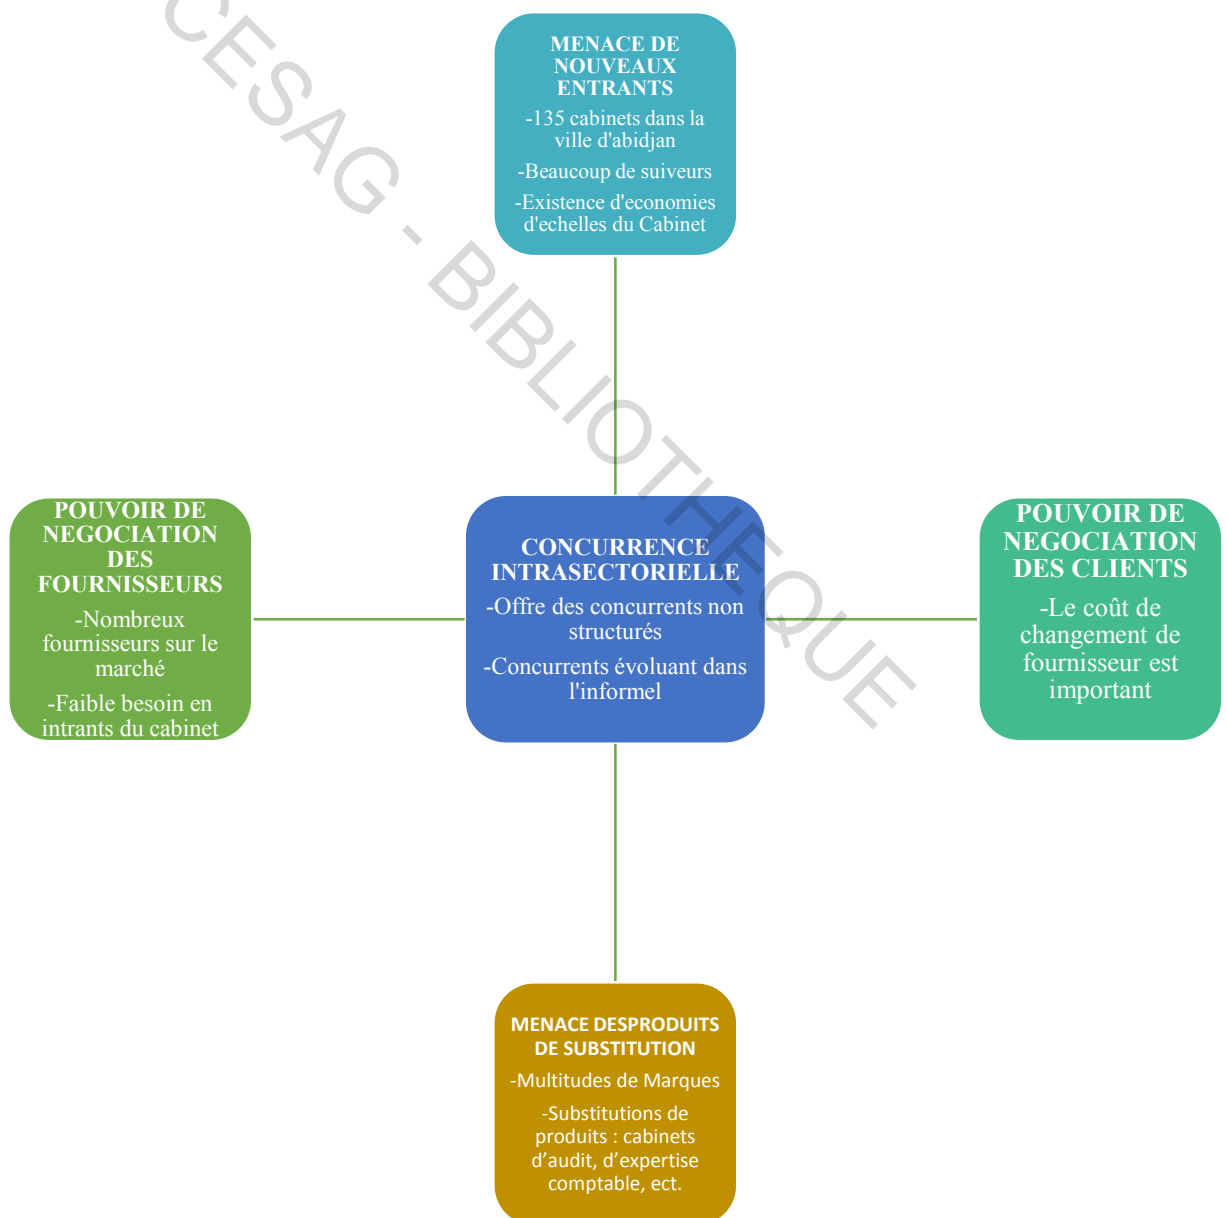 MENACE DE
NOUVEAUX
ENTRANTS
-135 cabinets dans la
ville d'abidjan
-Beaucoup de suiveurs
-Existence d'economies
d'echelles du Cabinet
POUVOIR DE
NEGOCIATION
DES
FOURNISSEURS
-Nombreux
fournisseurs sur le
marché
-Faible besoin en
intrants du cabinet
CONCURRENCE
INTRASECTORIELLE
-Offre des concurrents non
structurés
-Concurrents évoluant dans
l'informel
POUVOIR DE
NEGOCIATION
DES CLIENTS
-Le coût de
changement de
fournisseur est
important
MENACE DESPRODUITS
DE SUBSTITUTION
-Multitudes de Marques
-Substitutions de
produits : cabinets
d’audit, d’expertise
comptable, ect.
CESAG - BIBLIOTHEQUE